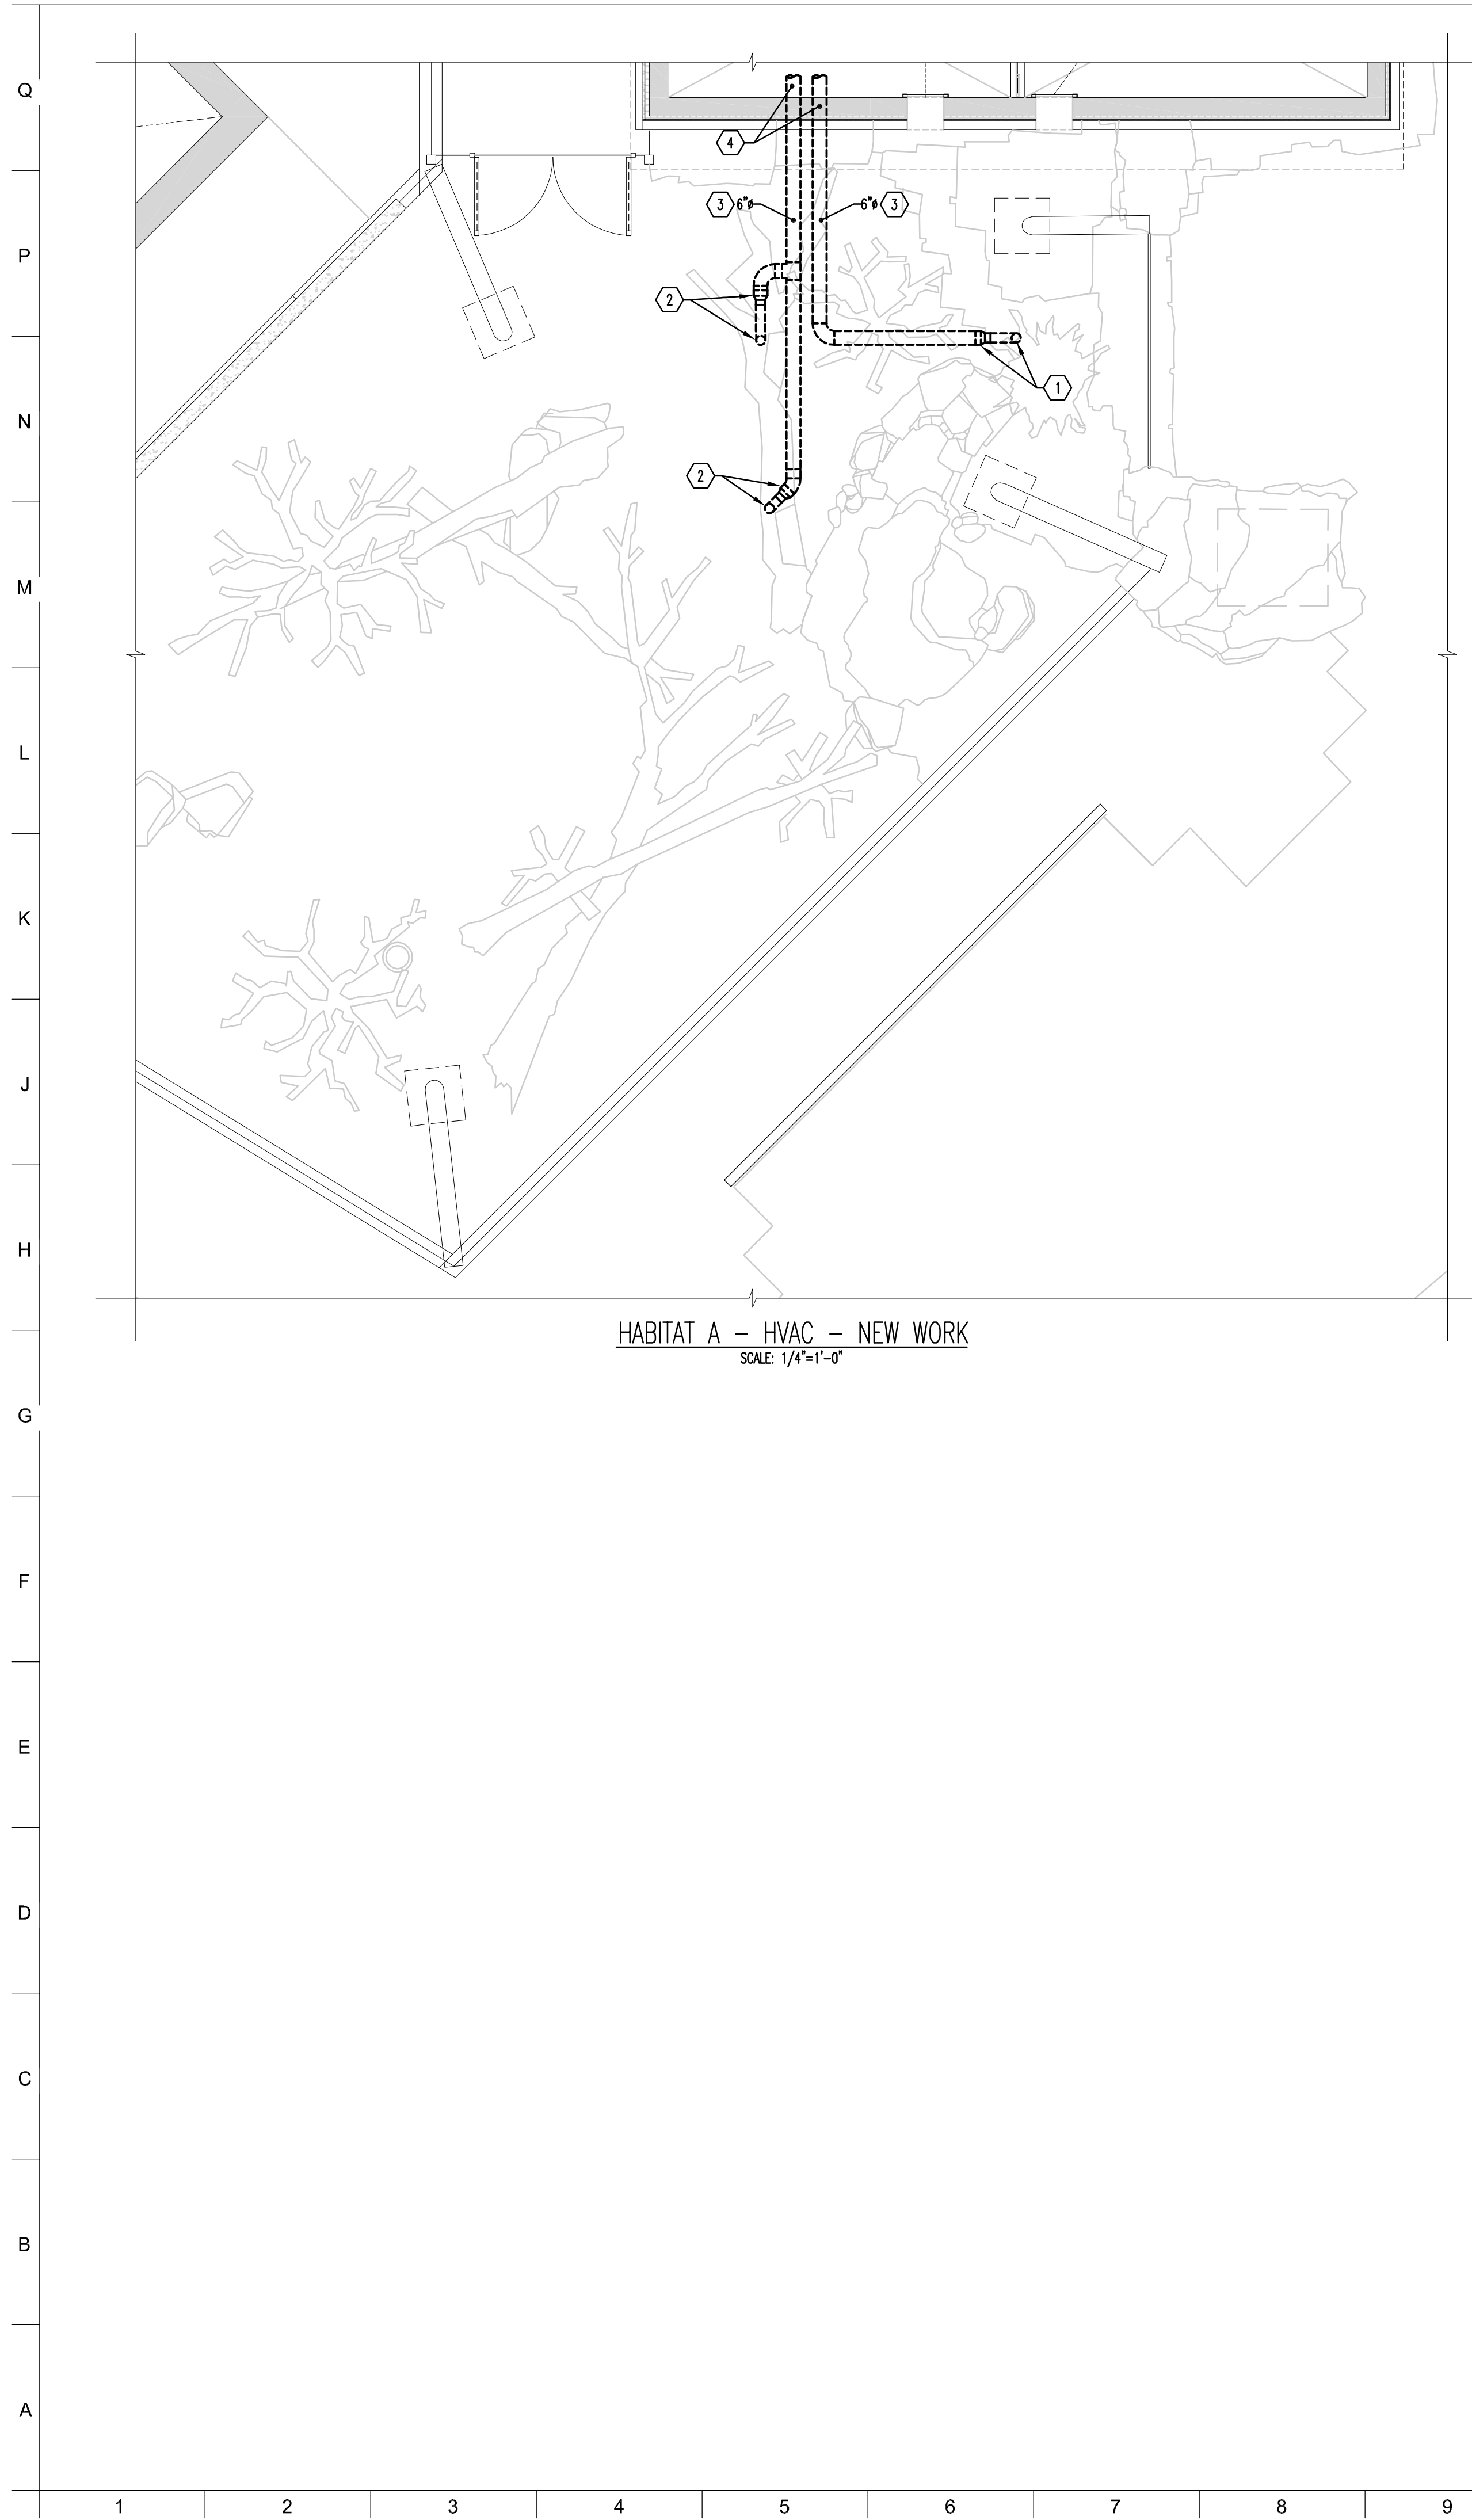 Q
4
3 6"ø
6"ø 3
P
2
1
N
2
M
L
K
J
H
HABITAT A – HVAC – NEW WORK
SCALE: 1/4"=1'-0"
G
F
E
D
C
B
A
1 2 3 4 5 6 7 8 9